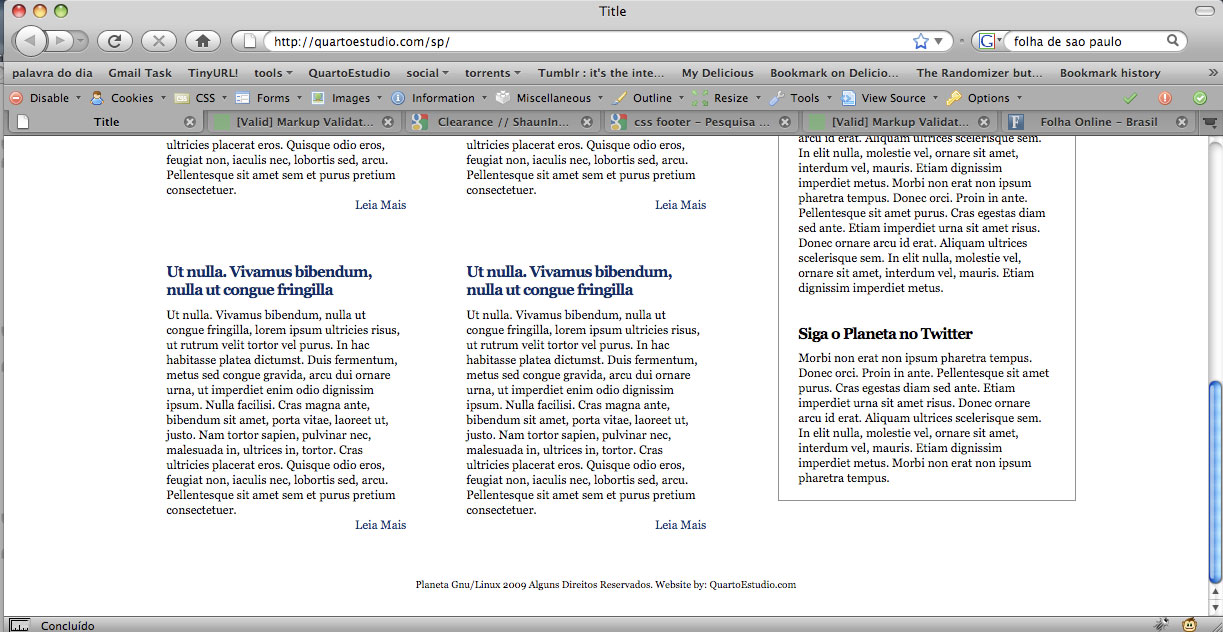 Title
http://quartoestudio.com/sp/
folha de sao paulo
palavra do dia Gmail Task TinyURL! tools QuartoEstudio social torrents Tumblr : it's the inte... My Delicious Bookmark on Delicio... The Randomizer but... Bookmark history
Disable Cookies CSS Forms Images Information Miscellaneous Outline Resize Tools View Source Options
Title [Valid] Markup Validat... Clearance // ShaunIn... css footer – Pesquisa ... [Valid] Markup Validat... Folha Online – Brasil
ultricies placerat eros. Quisque odio eros,
feugiat non, iaculis nec, lobortis sed, arcu.
Pellentesque sit amet sem et purus pretium
consectetuer.
Leia Mais
ultricies placerat eros. Quisque odio eros,
feugiat non, iaculis nec, lobortis sed, arcu.
Pellentesque sit amet sem et purus pretium
consectetuer.
Leia Mais
Ut nulla. Vivamus bibendum,
nulla ut congue fringilla
Ut nulla. Vivamus bibendum, nulla ut
congue fringilla, lorem ipsum ultricies risus,
ut rutrum velit tortor vel purus. In hac
habitasse platea dictumst. Duis fermentum,
metus sed congue gravida, arcu dui ornare
urna, ut imperdiet enim odio dignissim
ipsum. Nulla facilisi. Cras magna ante,
bibendum sit amet, porta vitae, laoreet ut,
justo. Nam tortor sapien, pulvinar nec,
malesuada in, ultrices in, tortor. Cras
ultricies placerat eros. Quisque odio eros,
feugiat non, iaculis nec, lobortis sed, arcu.
Pellentesque sit amet sem et purus pretium
consectetuer.
Leia Mais
Ut nulla. Vivamus bibendum,
nulla ut congue fringilla
Ut nulla. Vivamus bibendum, nulla ut
congue fringilla, lorem ipsum ultricies risus,
ut rutrum velit tortor vel purus. In hac
habitasse platea dictumst. Duis fermentum,
metus sed congue gravida, arcu dui ornare
urna, ut imperdiet enim odio dignissim
ipsum. Nulla facilisi. Cras magna ante,
bibendum sit amet, porta vitae, laoreet ut,
justo. Nam tortor sapien, pulvinar nec,
malesuada in, ultrices in, tortor. Cras
ultricies placerat eros. Quisque odio eros,
feugiat non, iaculis nec, lobortis sed, arcu.
Pellentesque sit amet sem et purus pretium
consectetuer.
Leia Mais
arcu id erat. Aliquam ultrices scelerisque sem.
In elit nulla, molestie vel, ornare sit amet,
interdum vel, mauris. Etiam dignissim
imperdiet metus. Morbi non erat non ipsum
pharetra tempus. Donec orci. Proin in ante.
Pellentesque sit amet purus. Cras egestas diam
sed ante. Etiam imperdiet urna sit amet risus.
Donec ornare arcu id erat. Aliquam ultrices
scelerisque sem. In elit nulla, molestie vel,
ornare sit amet, interdum vel, mauris. Etiam
dignissim imperdiet metus.
Siga o Planeta no Twitter
Morbi non erat non ipsum pharetra tempus.
Donec orci. Proin in ante. Pellentesque sit amet
purus. Cras egestas diam sed ante. Etiam
imperdiet urna sit amet risus. Donec ornare
arcu id erat. Aliquam ultrices scelerisque sem.
In elit nulla, molestie vel, ornare sit amet,
interdum vel, mauris. Etiam dignissim
imperdiet metus. Morbi non erat non ipsum
pharetra tempus.
Planeta Gnu/Linux 2009 Alguns Direitos Reservados. Website by: QuartoEstudio.com
Concluído